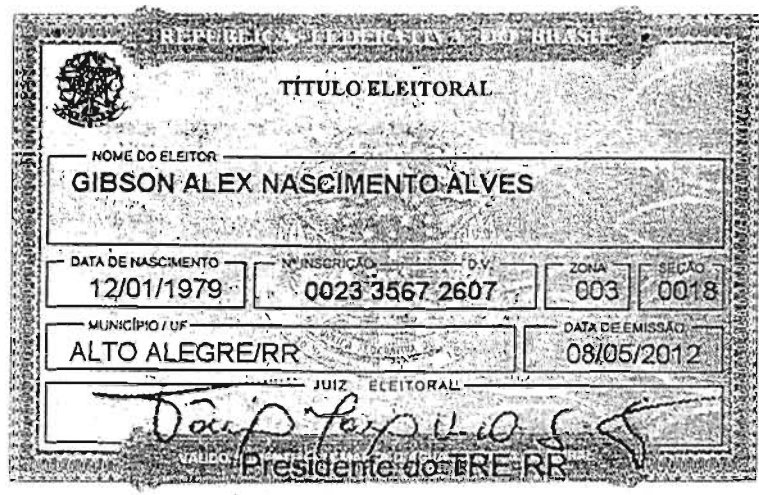 REPÚBLICA FEDERATIVA DO BRASIL
TÍTULO ELEITORAL
NOME DO ELEITOR
GIBSON ALEX NASCIMENTO ALVES
DATA DE NASCIMENTO
12/01/1979
Nº INSCRIÇÃO D.V.
0023 3567 2607
ZONA
003
SEÇÃO
0018
MUNICÍPIO / UF
ALTO ALEGRE/RR
DATA DE EMISSÃO
08/05/2012
JUIZ ELEITORAL
Presidente do TRE-RR